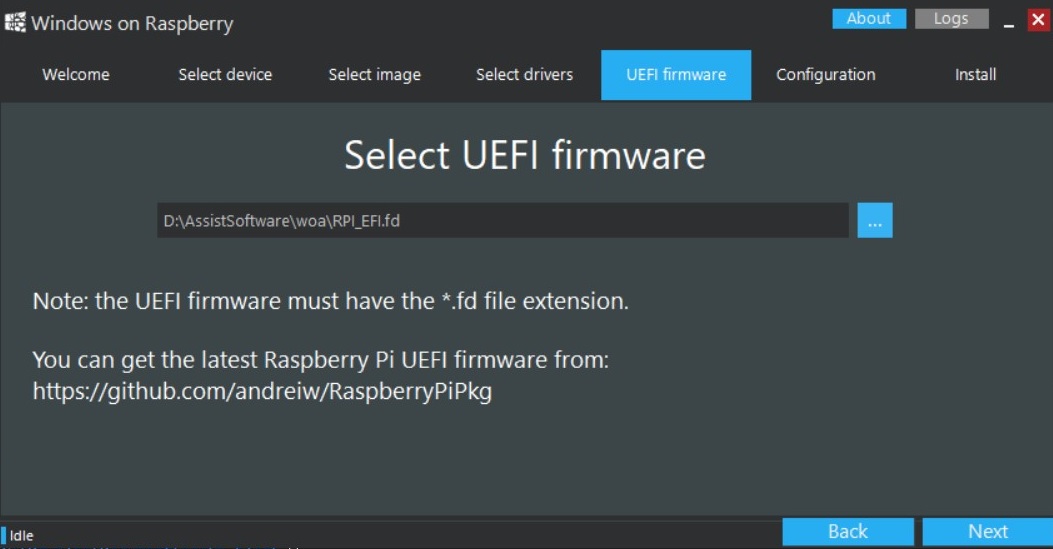 Windows on Raspberry
About Logs
Welcome Select device Select image Select drivers UEFI firmware Configuration Install
Select UEFI firmware
D:\AssistSoftware\woa\RPI_EFI.fd ...
Note: the UEFI firmware must have the *.fd file extension.
You can get the latest Raspberry Pi UEFI firmware from:
https://github.com/andreiw/RaspberryPiPkg
Idle
Back Next